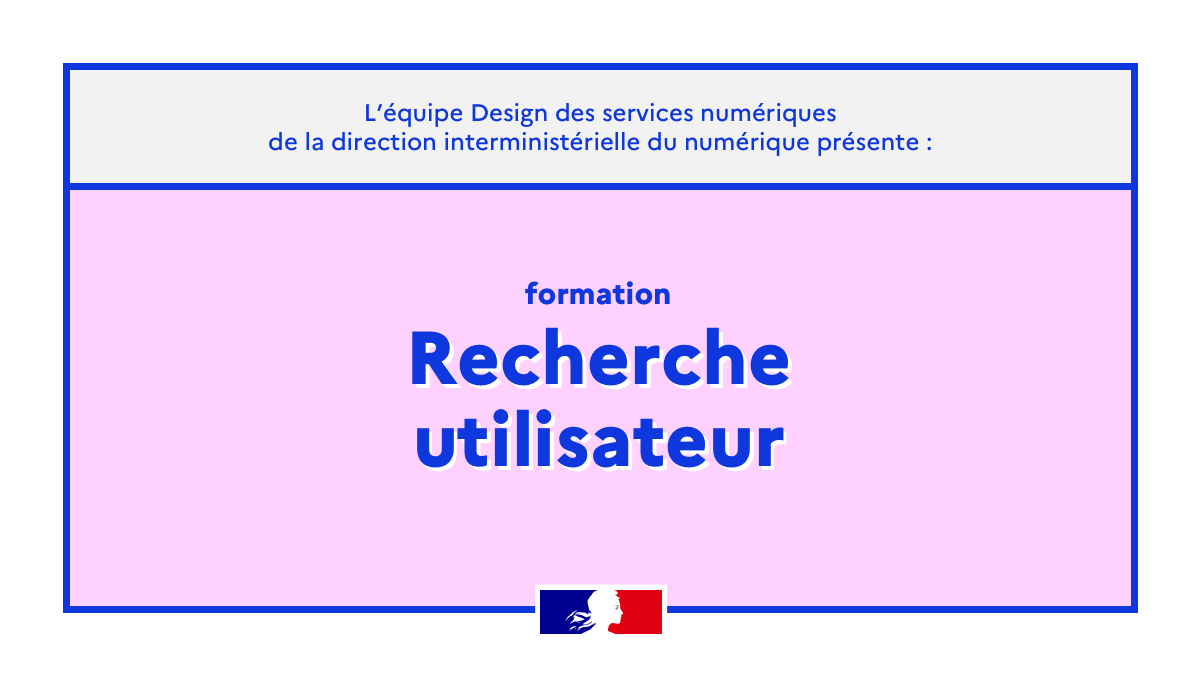 L’équipe Design des services numériques
de la direction interministérielle du numérique présente :
formation
Recherche
utilisateur